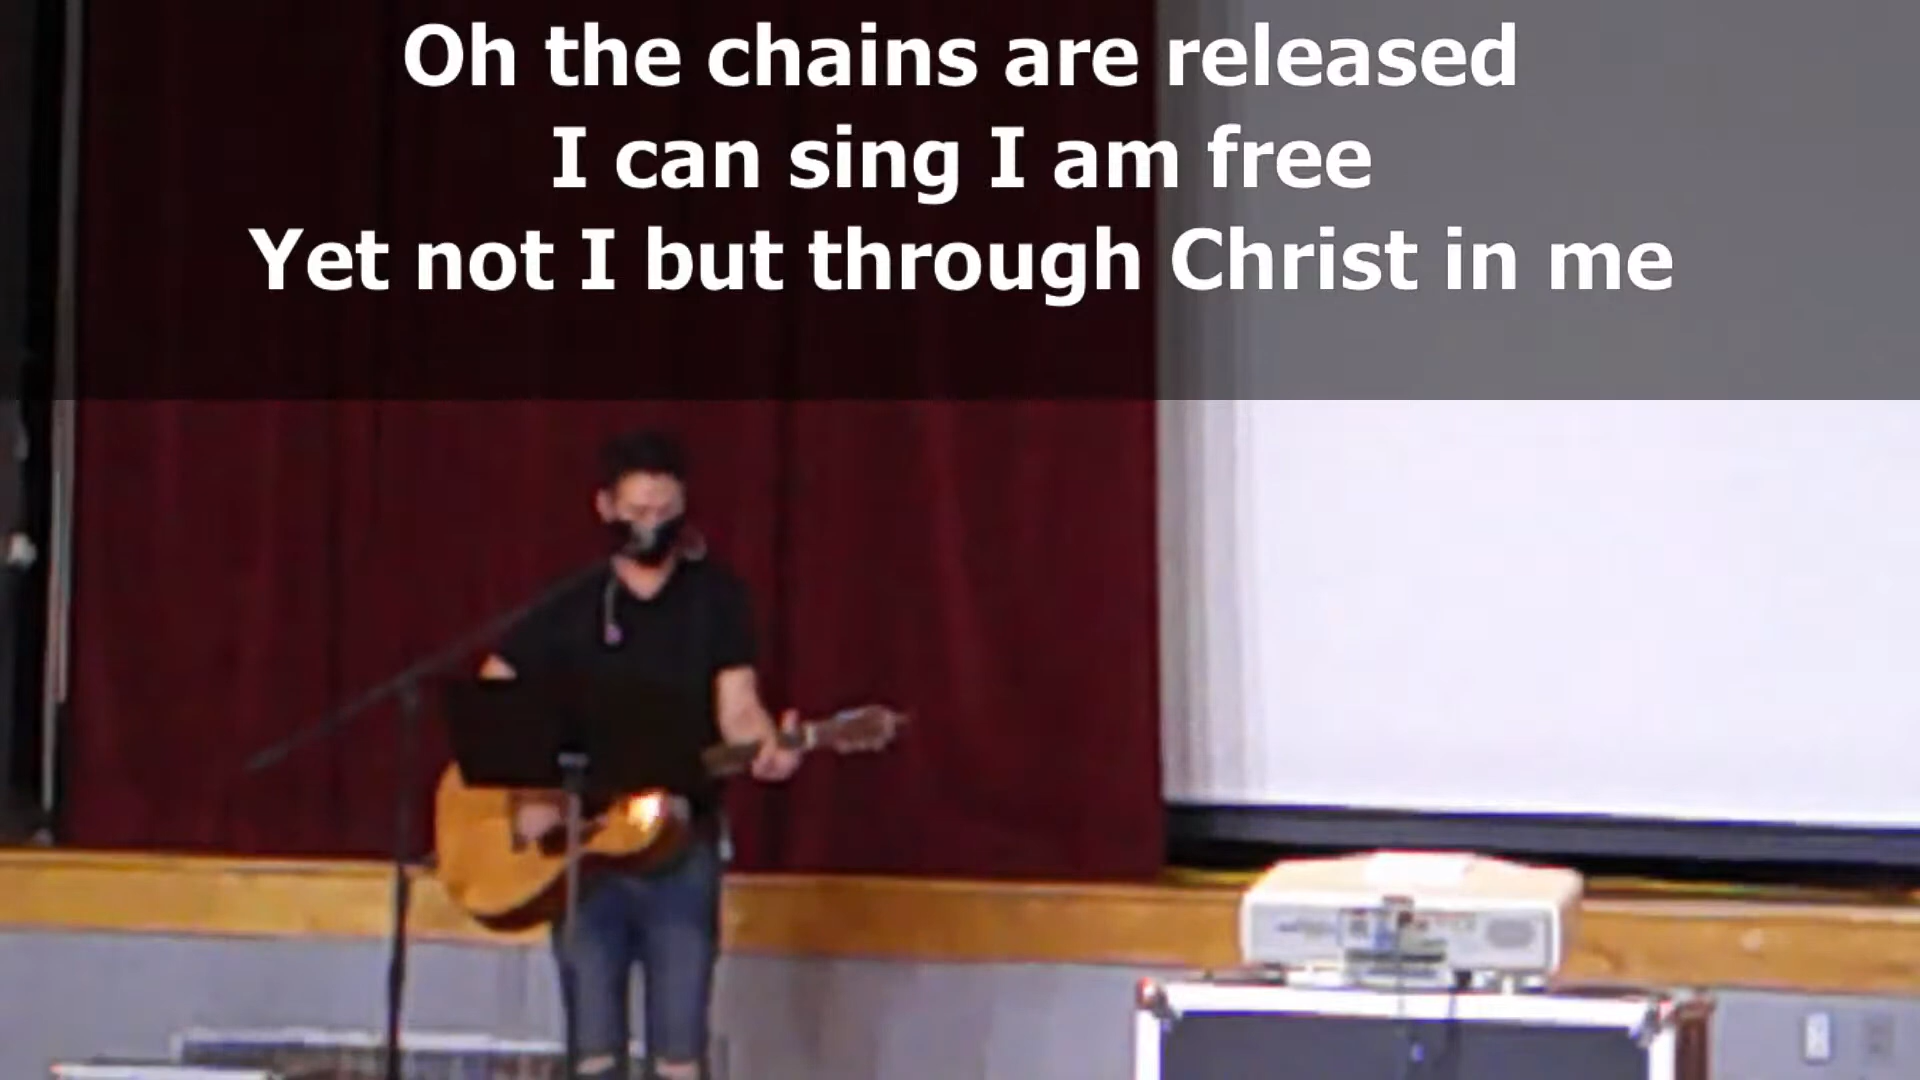 Oh the chains are released
I can sing I am free
Yet not I but through Christ in me